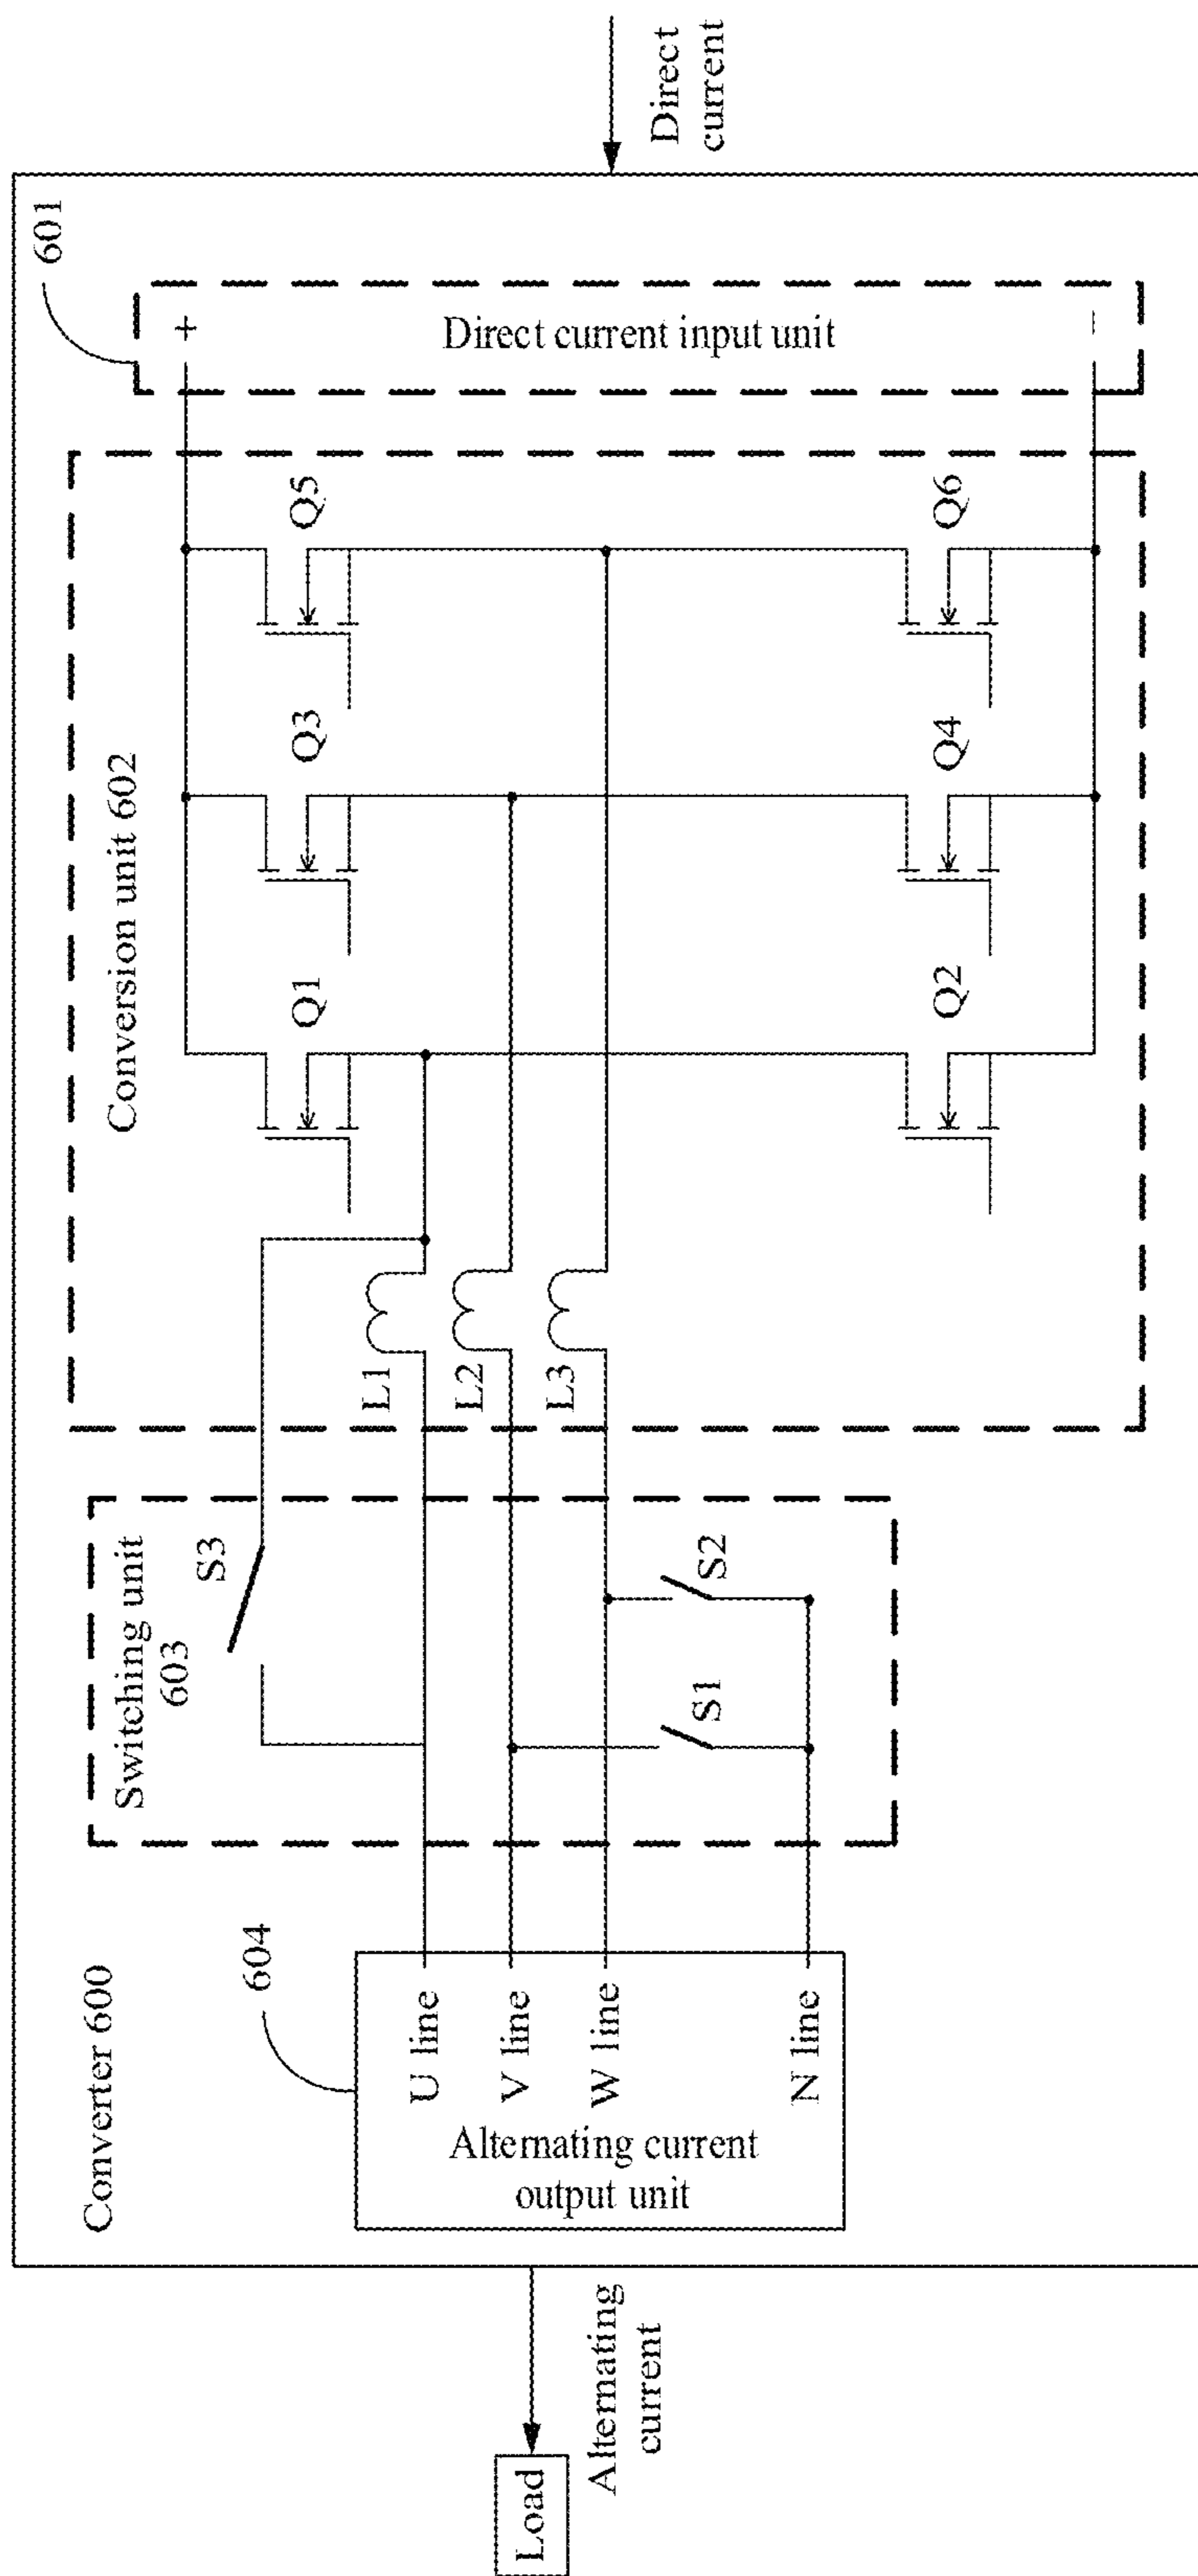 Converter 600
Load
Alternating
current
604
U line
V line
W line
N line
Alternating current
output unit
Switching unit
603
S3
S1
S2
Conversion unit 602
L1
L2
L3
Q1
Q3
Q5
Q2
Q4
Q6
601
+
Direct current input unit
−
Direct
current